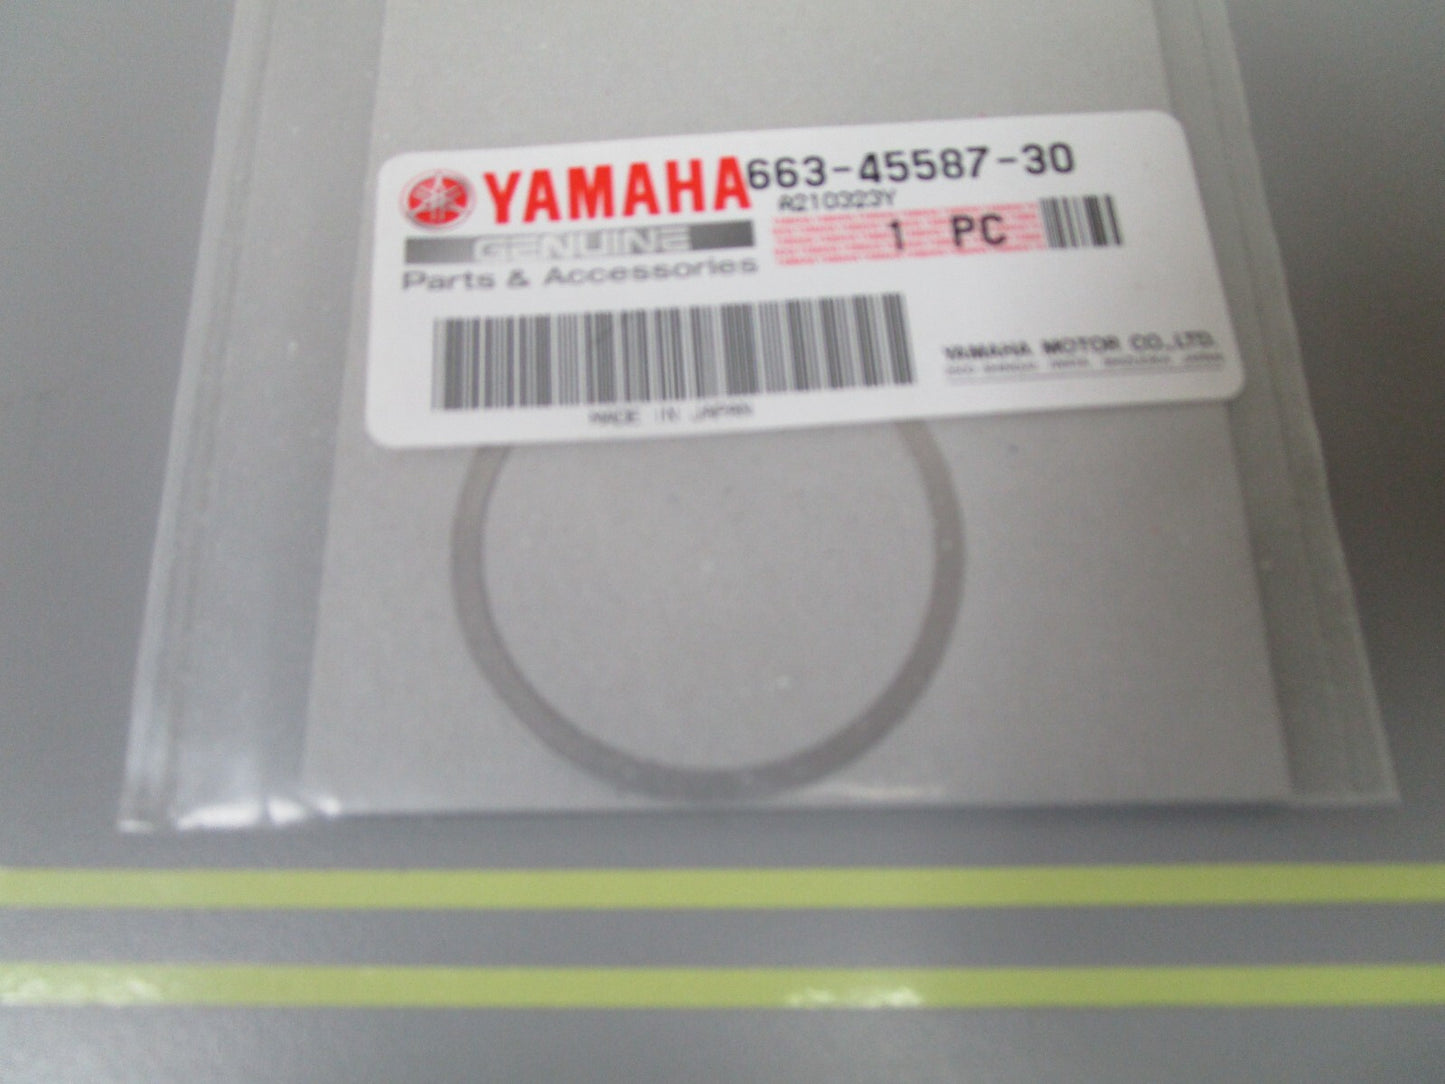 YAMAHA
663-45587-30
A210323Y
GENUINE
1 PC
Parts & Accessories
YAMAHA MOTOR CO.,LTD.
MADE IN JAPAN